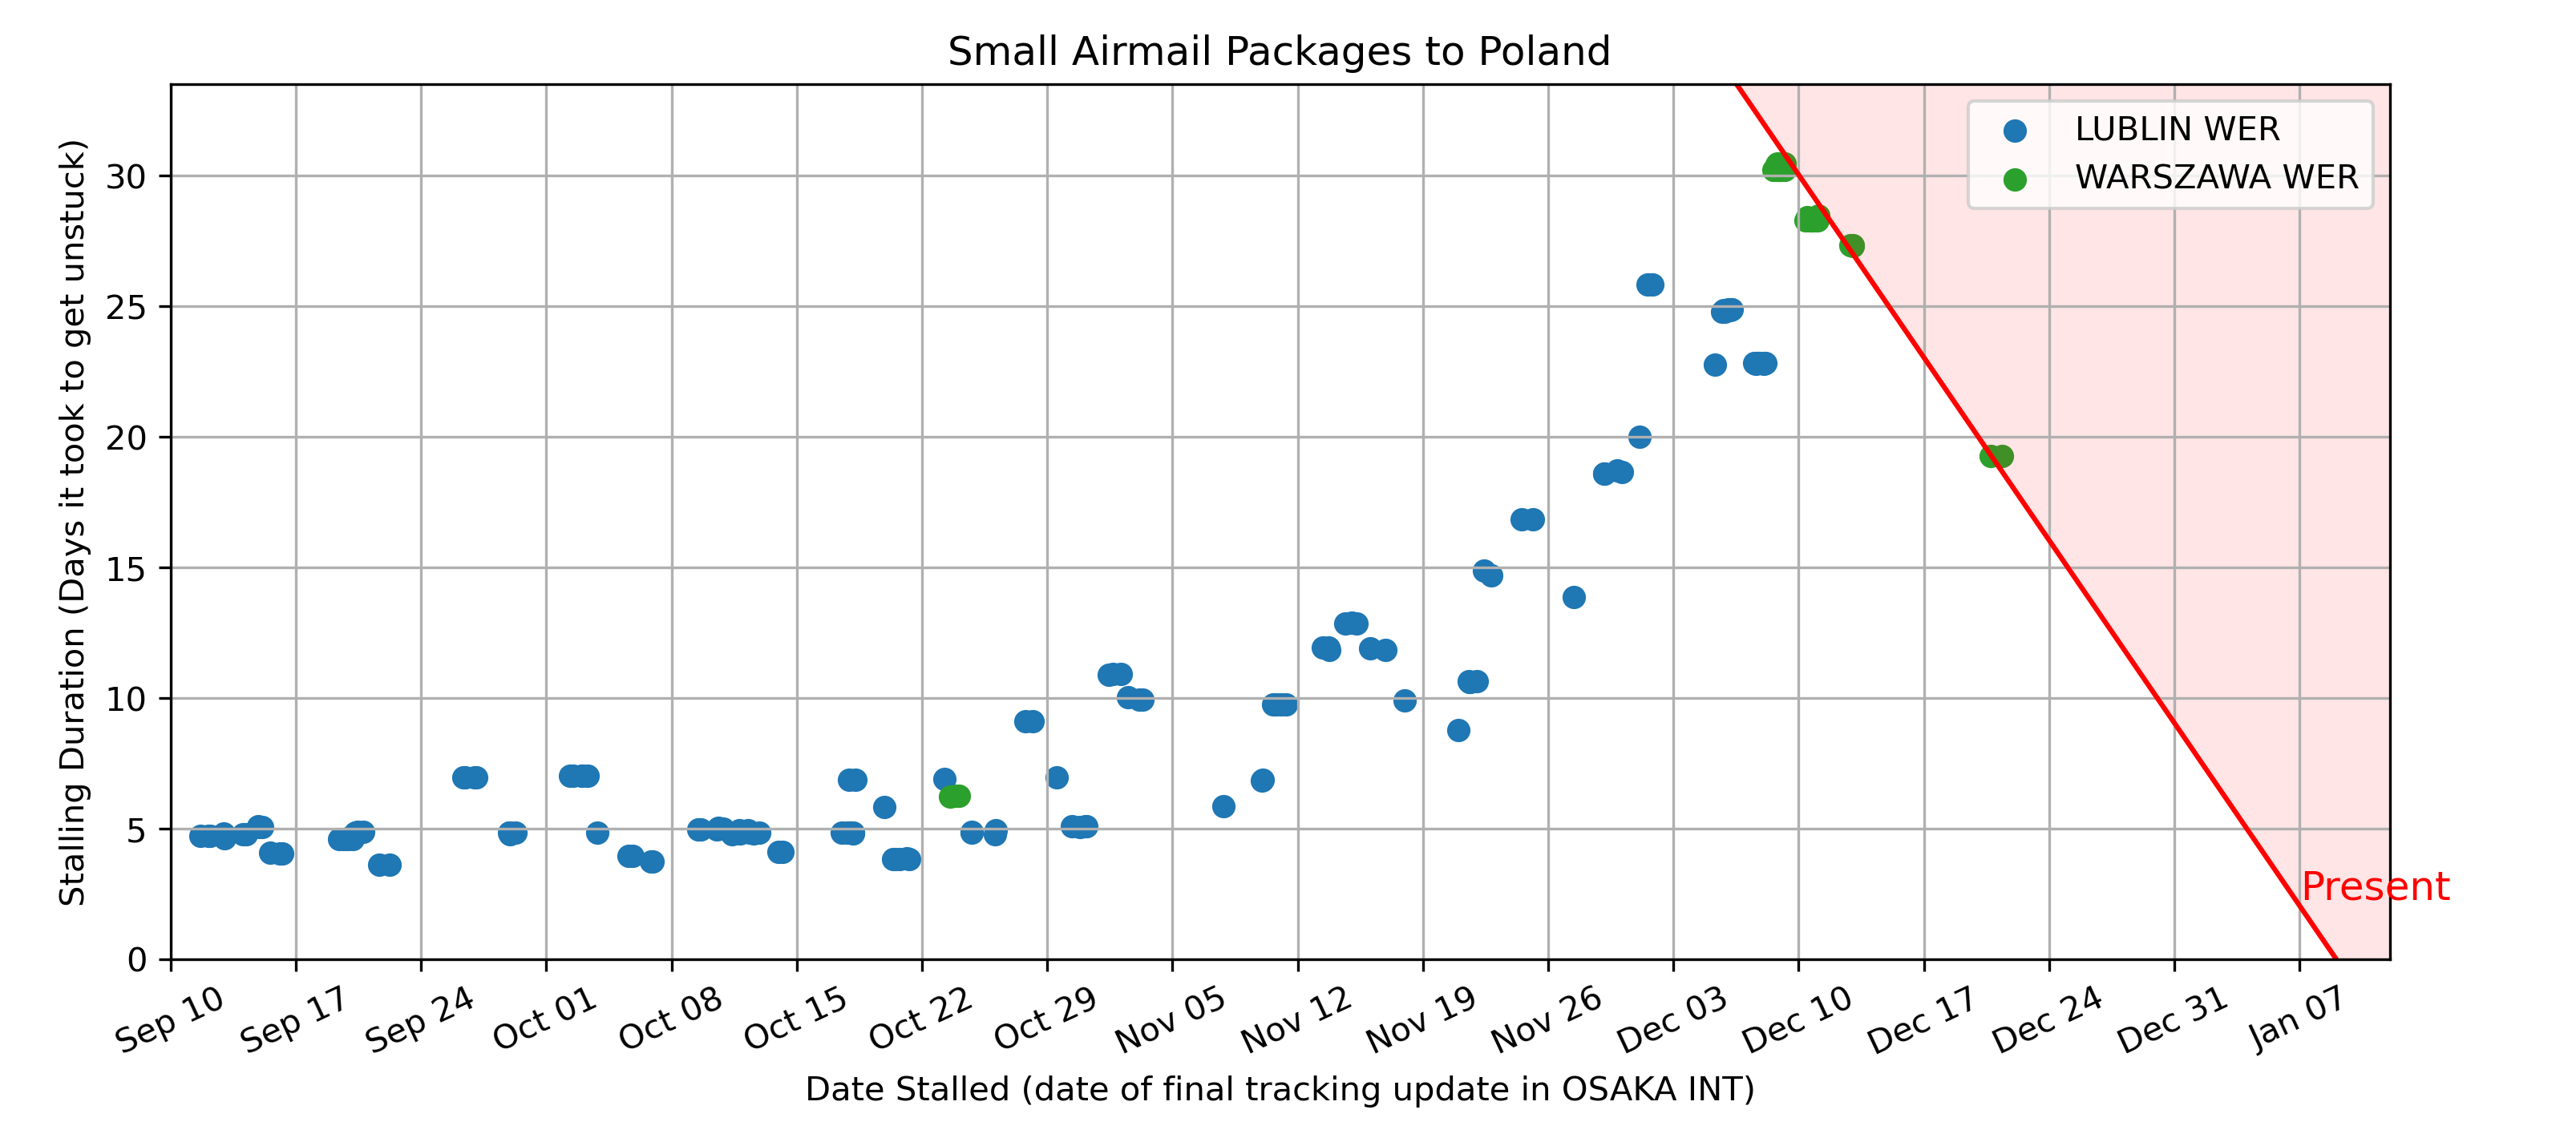 Small Airmail Packages to Poland
LUBLIN WER
WARSZAWA WER
Stalling Duration (Days it took to get unstuck)
30
25
20
15
10
5
0
Present
Sep 10
Sep 17
Sep 24
Oct 01
Oct 08
Oct 15
Oct 22
Oct 29
Nov 05
Nov 12
Nov 19
Nov 26
Dec 03
Dec 10
Dec 17
Dec 24
Dec 31
Jan 07
Date Stalled (date of final tracking update in OSAKA INT)